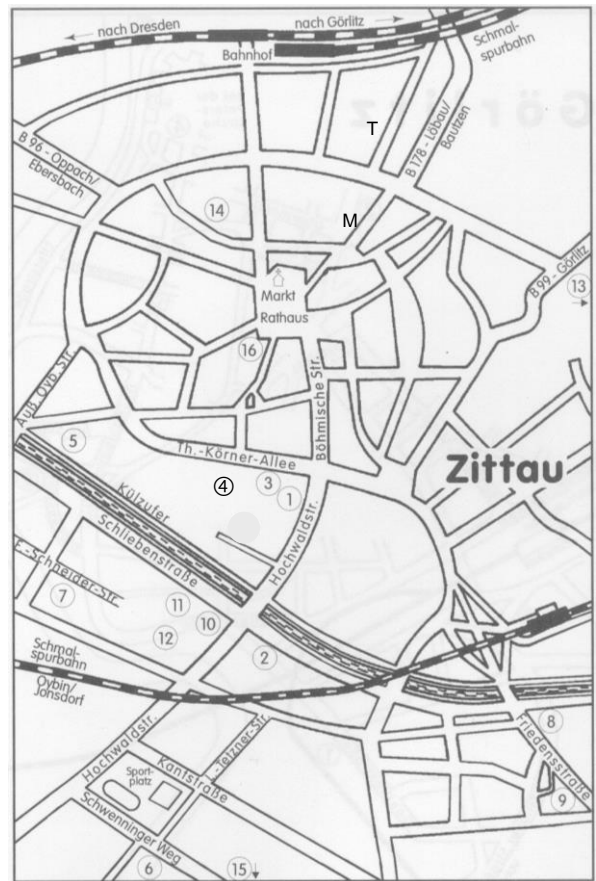 nach Dresden
nach Görlitz
Bahnhof
Schmal-
spurbahn
B 96 - Oppach/
Ebersbach
T
B 178 - Löbau/
Bautzen
14
M
B 99 - Görlitz
13
Markt
Rathaus
16
Auß. Oyb. Str.
Böhmische Str.
5
Th.-Körner-Allee
Zittau
4
3
1
Külzufer
Schliebenstraße
Hochwaldstr.
-Schneider-Str.
7
11
10
12
2
Schmal-
spurbahn
Oybin/
Jonsdorf
8
Friedensstraße
9
Hochwaldstr.
-Tetzner-Str.
Kantstraße
Sport-
platz
Schwenninger Weg
6
15